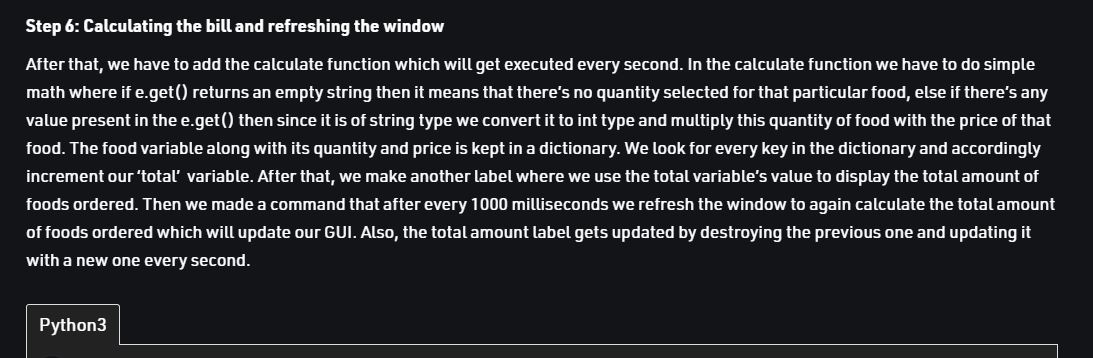 Step 6: Calculating the bill and refreshing the window
After that, we have to add the calculate function which will get executed every second. In the calculate function we have to do simple
math where if e.get() returns an empty string then it means that there's no quantity selected for that particular food, else if there's any
value present in the e.get() then since it is of string type we convert it to int type and multiply this quantity of food with the price of that
food. The food variable along with its quantity and price is kept in a dictionary. We look for every key in the dictionary and accordingly
increment our 'total' variable. After that, we make another label where we use the total variable's value to display the total amount of
foods ordered. Then we made a command that after every 1000 milliseconds we refresh the window to again calculate the total amount
of foods ordered which will update our GUI. Also, the total amount label gets updated by destroying the previous one and updating it
with a new one every second.
Python3